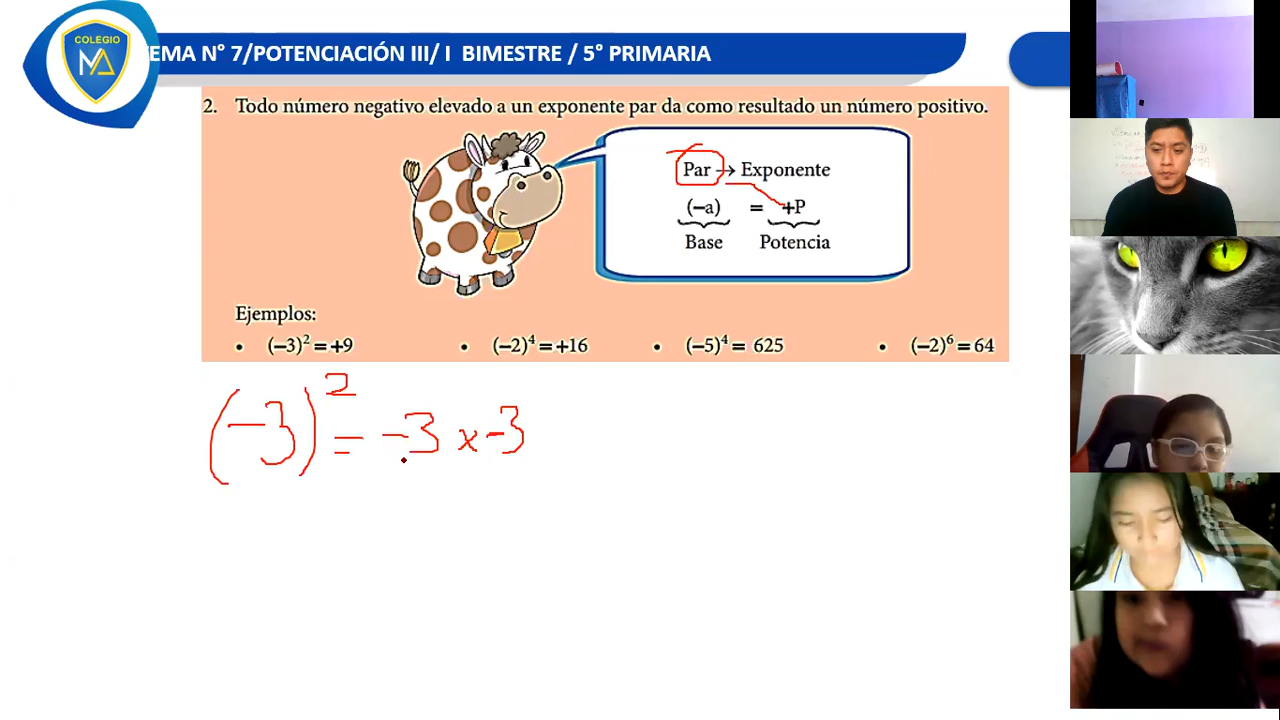 COLEGIO
MA
EMA N° 7/POTENCIACIÓN III/ I BIMESTRE / 5° PRIMARIA
2. Todo número negativo elevado a un exponente par da como resultado un número positivo.
Par → Exponente
(−a) = +P
Base Potencia
Ejemplos:
• (−3)² = +9 • (−2)⁴ = +16 • (−5)⁴ = 625 • (−2)⁶ = 64
(−3)² = −3 x −3